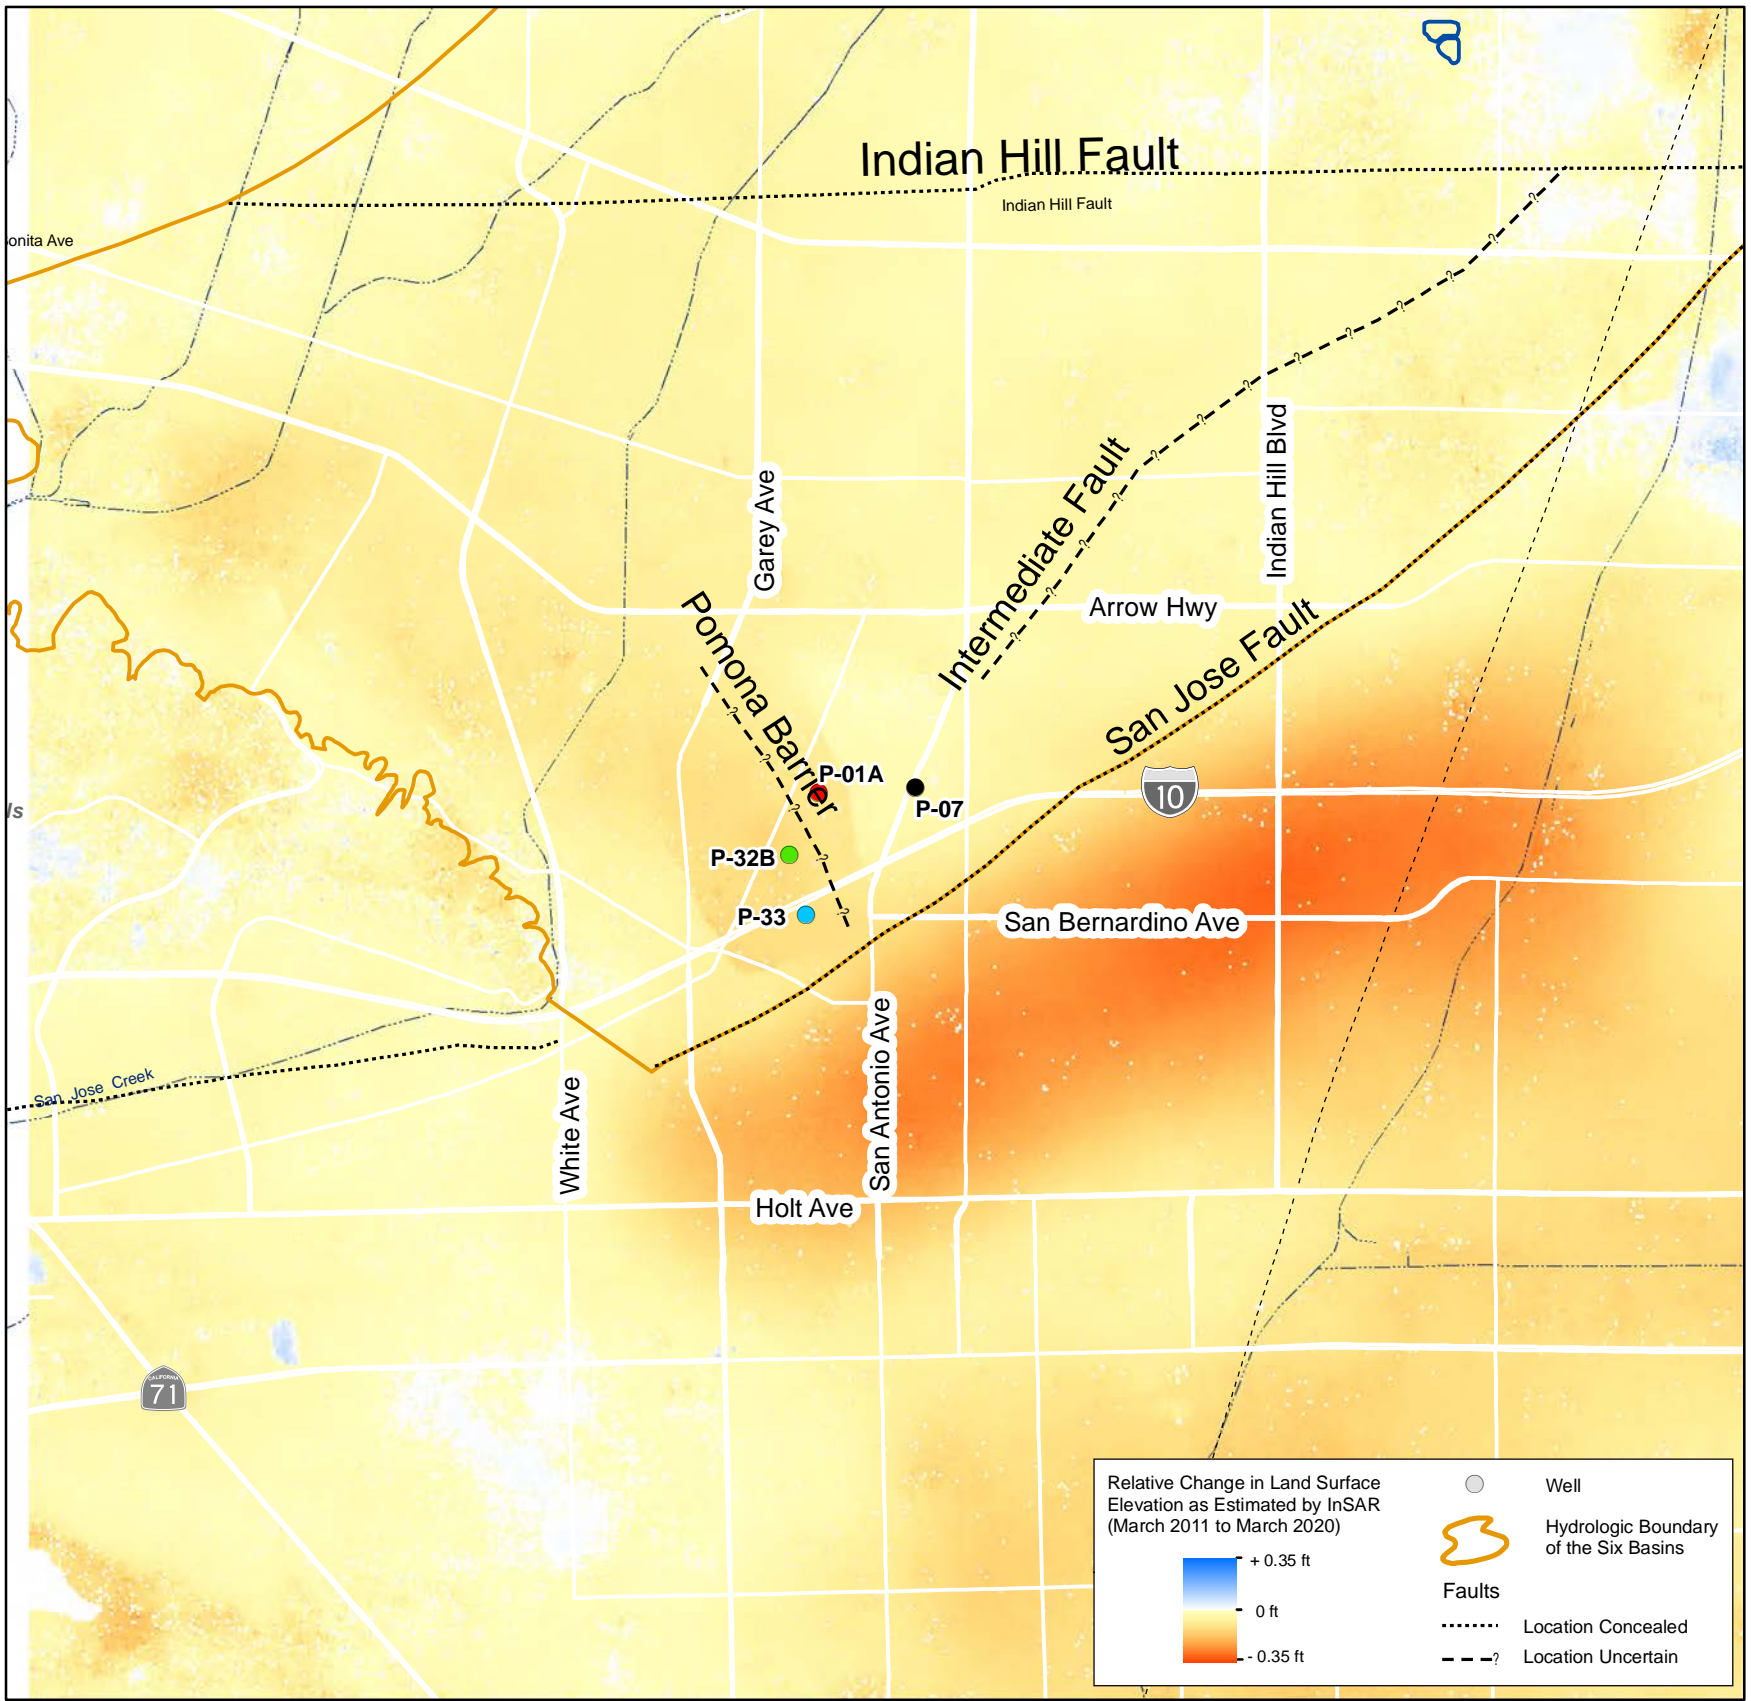 Indian Hill Fault
Indian Hill Fault
onita Ave
Garey Ave
Indian Hill Blvd
Intermediate Fault
Arrow Hwy
Pomona Barrier
San Jose Fault
P-01A
10
P-07
ls
P-32B
P-33
San Bernardino Ave
San Jose Creek
White Ave
San Antonio Ave
Holt Ave
CALIFORNIA
71
Relative Change in Land Surface
Elevation as Estimated by InSAR
(March 2011 to March 2020)
+ 0.35 ft
0 ft
- 0.35 ft
Well
Hydrologic Boundary
of the Six Basins
Faults
Location Concealed
?
Location Uncertain